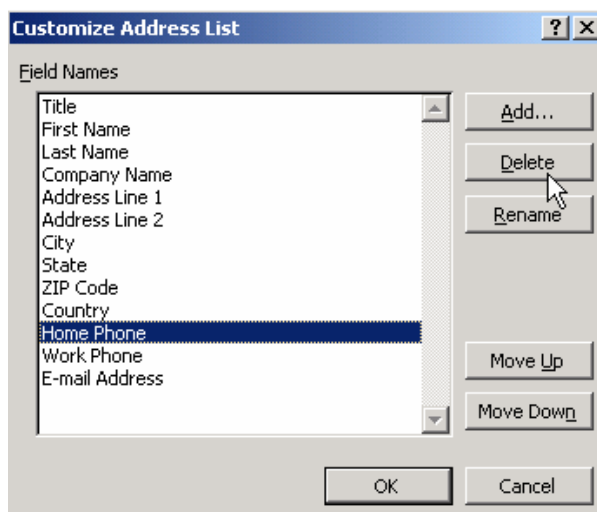 Customize Address List
Field Names
Title
First Name
Last Name
Company Name
Address Line 1
Address Line 2
City
State
ZIP Code
Country
Home Phone
Work Phone
E-mail Address
Add...
Delete
Rename
Move Up
Move Down
OK
Cancel